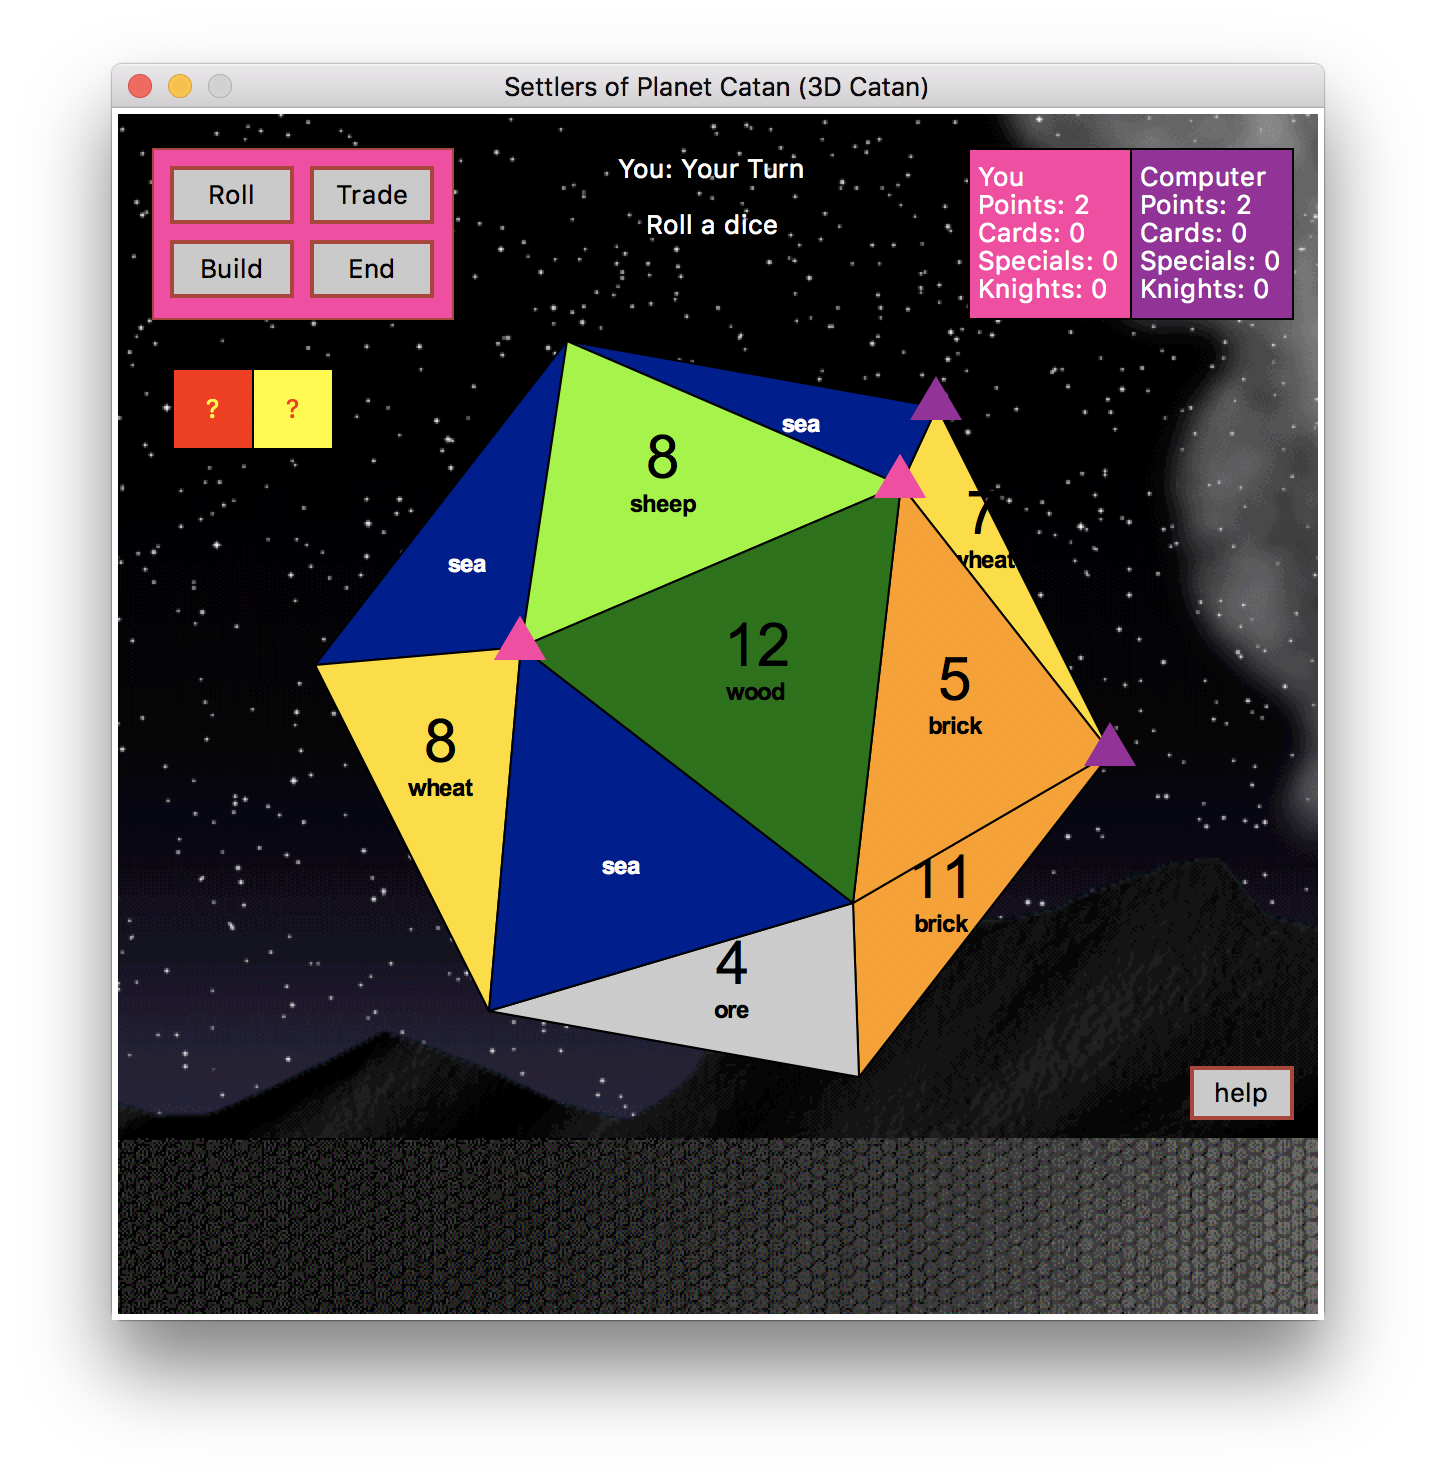 Settlers of Planet Catan (3D Catan)
Roll
Trade
Build
End
You: Your Turn
Roll a dice
You
Points: 2
Cards: 0
Specials: 0
Knights: 0
Computer
Points: 2
Cards: 0
Specials: 0
Knights: 0
?
?
sea
8
sheep
7
wheat
sea
12
wood
5
brick
8
wheat
sea
11
brick
4
ore
help